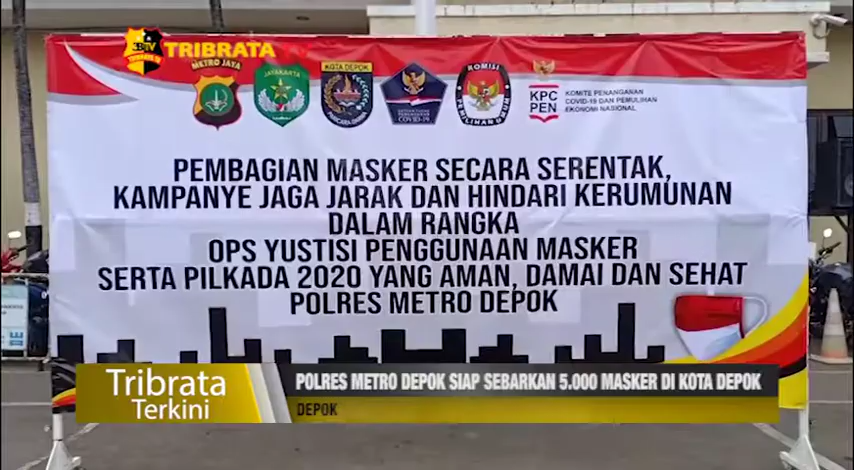 TRIBRATA TV
METRO JAYA
JAYAKARTA
KOTA DEPOK
COVID-19
KOMISI
PEMILIHAN UMUM
KPC
PEN
KOMITE PENANGANAN
COVID-19 DAN PEMULIHAN
EKONOMI NASIONAL
PEMBAGIAN MASKER SECARA SERENTAK,
KAMPANYE JAGA JARAK DAN HINDARI KERUMUNAN
DALAM RANGKA
OPS YUSTISI PENGGUNAAN MASKER
SERTA PILKADA 2020 YANG AMAN, DAMAI DAN SEHAT
POLRES METRO DEPOK
Tribrata
Terkini
POLRES METRO DEPOK SIAP SEBARKAN 5.000 MASKER DI KOTA DEPOK
DEPOK